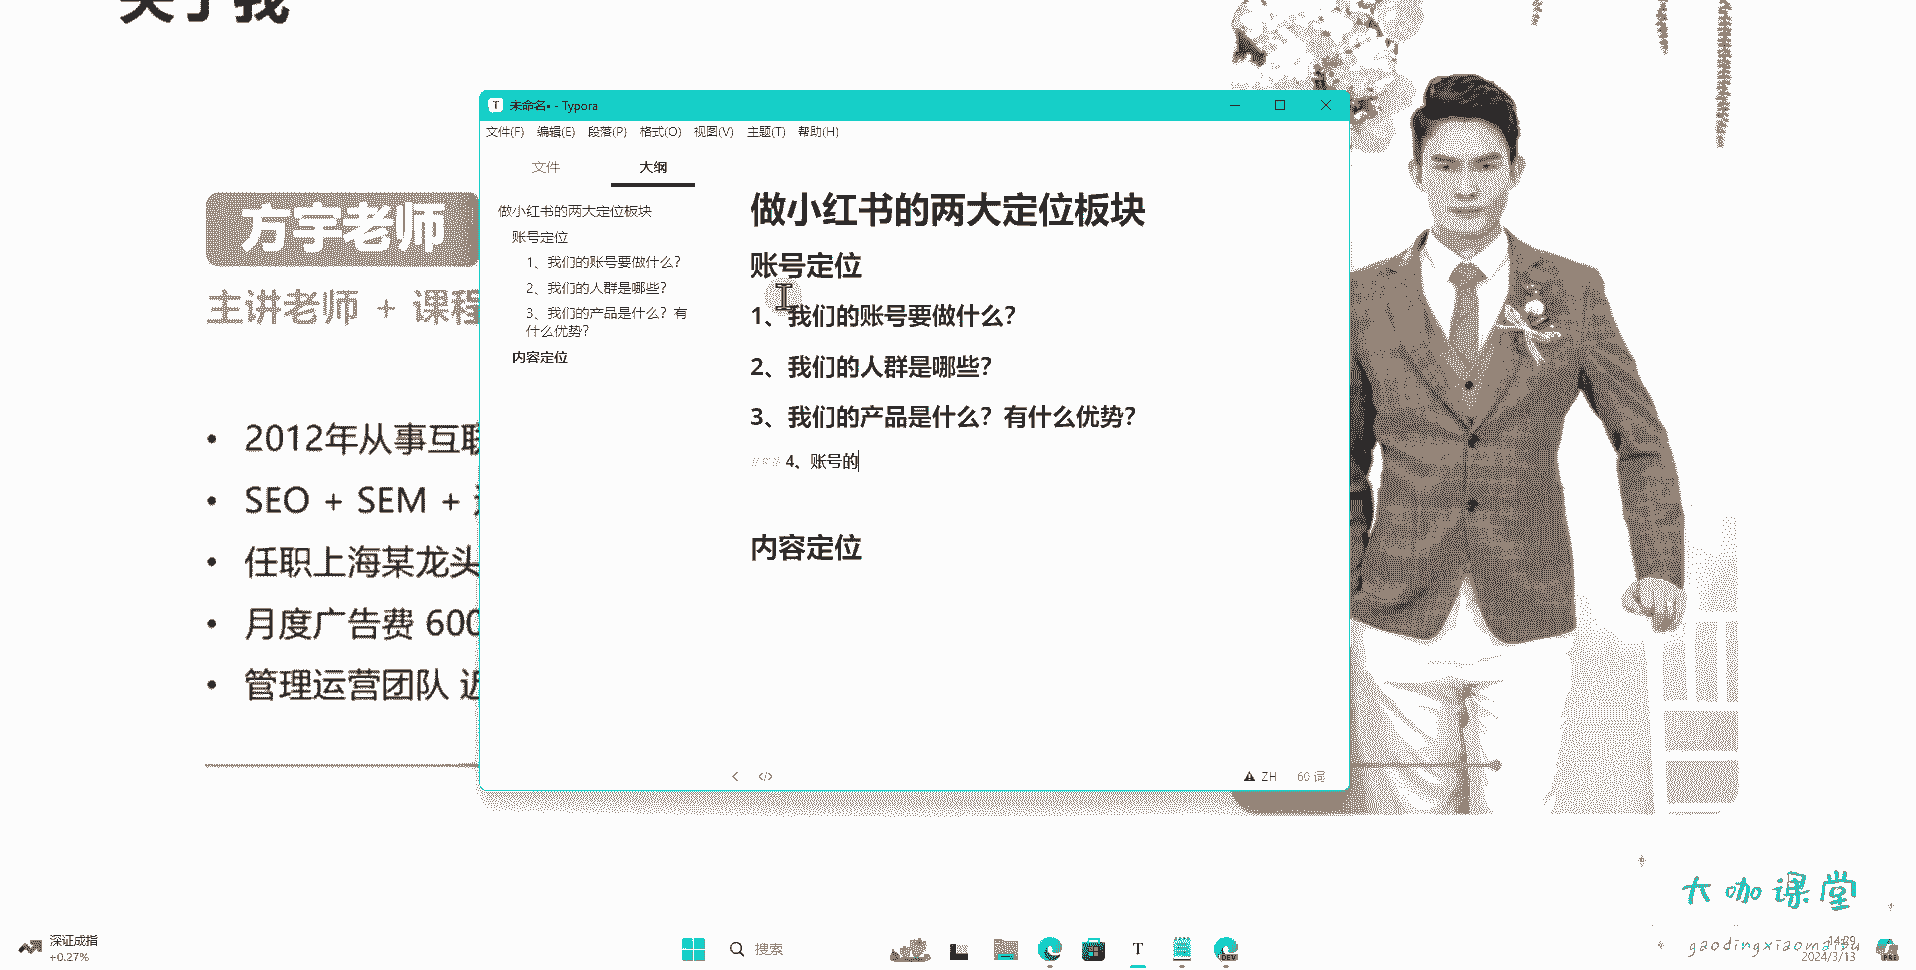 关于我
方宇老师
主讲老师 + 课程
• 2012年从事互联
• SEO + SEM +
• 任职上海某龙头
• 月度广告费 600
• 管理运营团队 近
未命名• - Typora
文件(F) 编辑(E) 段落(P) 格式(O) 视图(V) 主题(T) 帮助(H)
文件 大纲
做小红书的两大定位板块
账号定位
1、我们的账号要做什么？
2、我们的人群是哪些？
3、我们的产品是什么？有
什么优势？
内容定位
做小红书的两大定位板块
账号定位
1、我们的账号要做什么？
2、我们的人群是哪些？
3、我们的产品是什么？有什么优势？
### 4、账号的
内容定位
ZH 60 词
大咖课堂
gaodingxiaomaibu
深证成指
+0.27%
搜索
DEV
14:29
2024/3/13
PRE